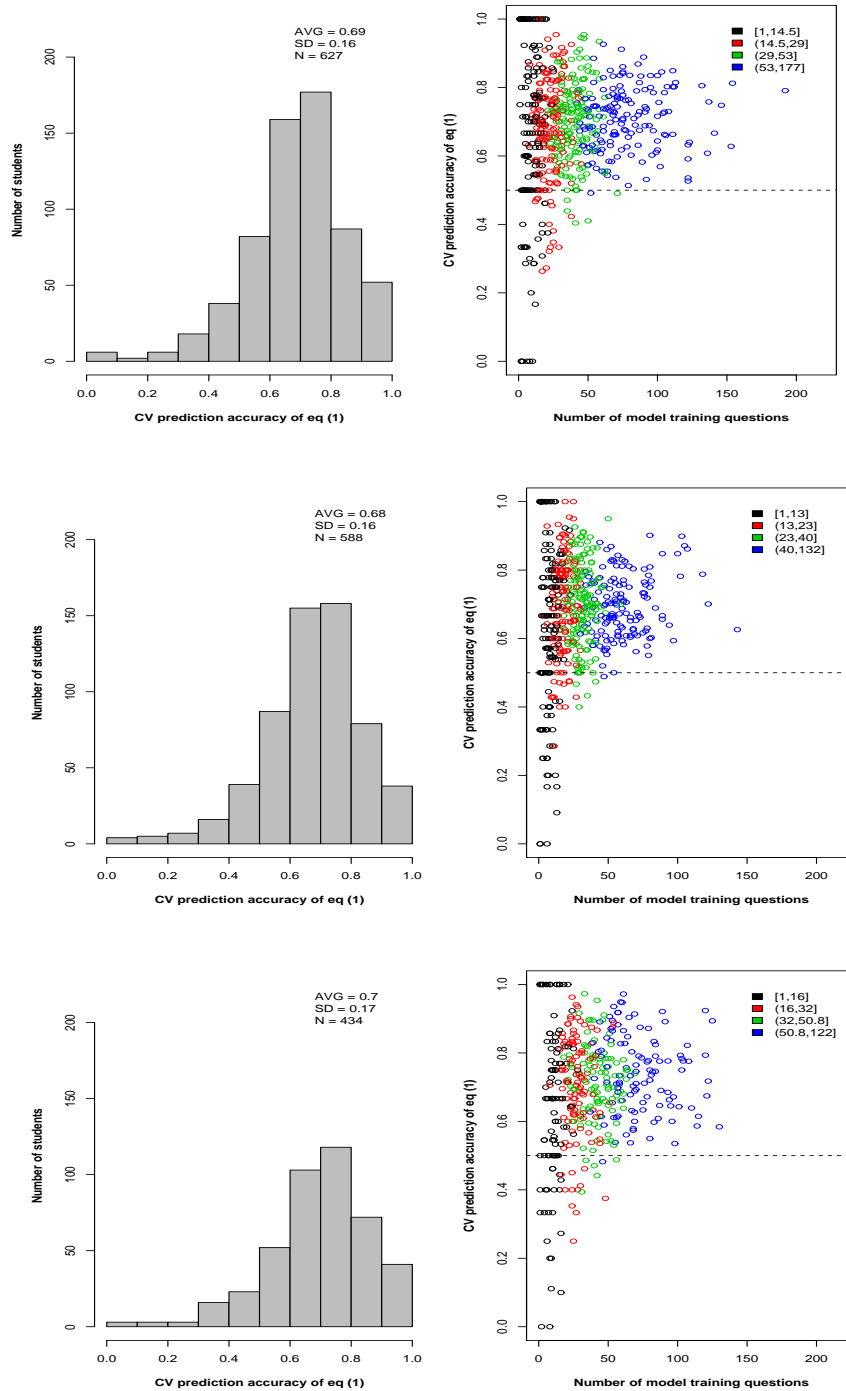 AVG = 0.69
SD = 0.16
N = 627
Number of students
0 50 100 150 200
0.0 0.2 0.4 0.6 0.8 1.0
CV prediction accuracy of eq (1)
[1,14.5]
(14.5,29]
(29,53]
(53,177]
CV prediction accuracy of eq (1)
0.0 0.2 0.4 0.6 0.8 1.0
0 50 100 150 200
Number of model training questions
AVG = 0.68
SD = 0.16
N = 588
Number of students
0 50 100 150 200
0.0 0.2 0.4 0.6 0.8 1.0
CV prediction accuracy of eq (1)
[1,13]
(13,23]
(23,40]
(40,132]
CV prediction accuracy of eq (1)
0.0 0.2 0.4 0.6 0.8 1.0
0 50 100 150 200
Number of model training questions
AVG = 0.7
SD = 0.17
N = 434
Number of students
0 50 100 150 200
0.0 0.2 0.4 0.6 0.8 1.0
CV prediction accuracy of eq (1)
[1,16]
(16,32]
(32,50.8]
(50.8,122]
CV prediction accuracy of eq (1)
0.0 0.2 0.4 0.6 0.8 1.0
0 50 100 150 200
Number of model training questions